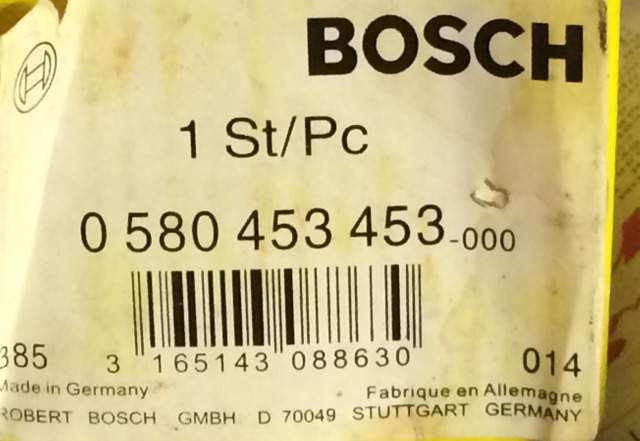 BOSCH
1 St/Pc
0 580 453 453-000
385 3 165143 088630 014
Made in Germany Fabrique en Allemagne
ROBERT BOSCH GMBH D 70049 STUTTGART GERMANY